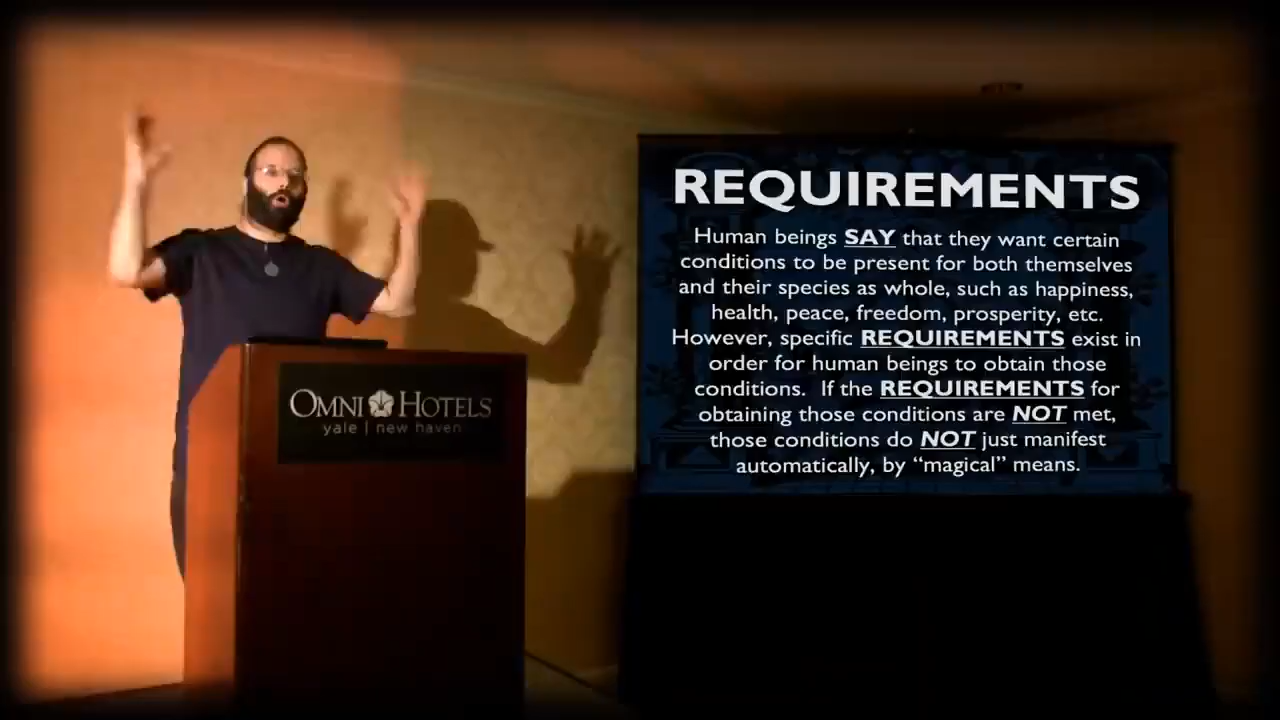 REQUIREMENTS
Human beings SAY that they want certain
conditions to be present for both themselves
and their species as whole, such as happiness,
health, peace, freedom, prosperity, etc.
However, specific REQUIREMENTS exist in
order for human beings to obtain those
conditions.  If the REQUIREMENTS for
obtaining those conditions are NOT met,
those conditions do NOT just manifest
automatically, by “magical” means.
OMNI HOTELS
yale | new haven